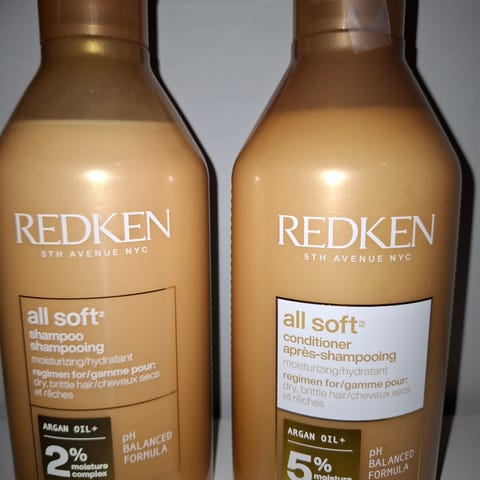 REDKEN
5TH AVENUE NYC
all soft
shampoo
shampooing
moisturizing/hydratant
regimen for/gamme pour:
dry, brittle hair/cheveux secs
et rêches
ARGAN OIL+
2%
moisture
complex
pH
BALANCED
FORMULA
REDKEN
5TH AVENUE NYC
all soft
conditioner
après-shampooing
moisturizing/hydratant
regimen for/gamme pour:
dry, brittle hair/cheveux secs
et rêches
ARGAN OIL+
5%
moisture
pH
BALANCED
FORMULA